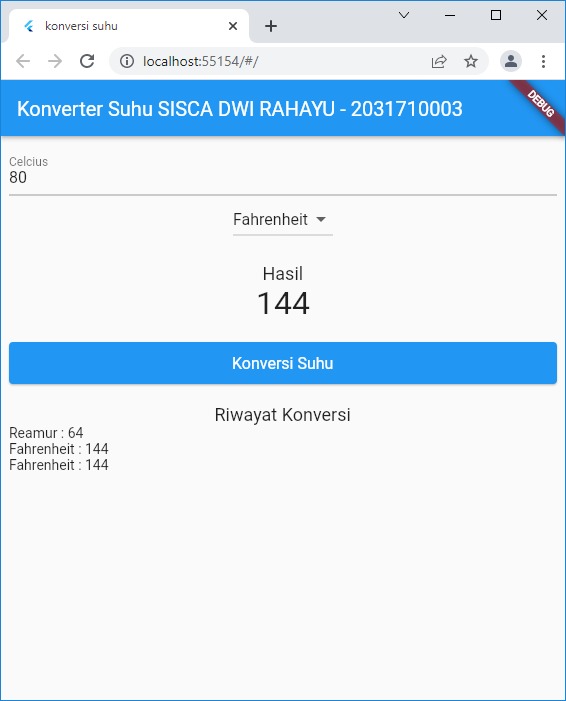 konversi suhu
localhost:55154/#/
Konverter Suhu SISCA DWI RAHAYU - 2031710003
DEBUG
Celcius
80
Fahrenheit
Hasil
144
Konversi Suhu
Riwayat Konversi
Reamur : 64
Fahrenheit : 144
Fahrenheit : 144